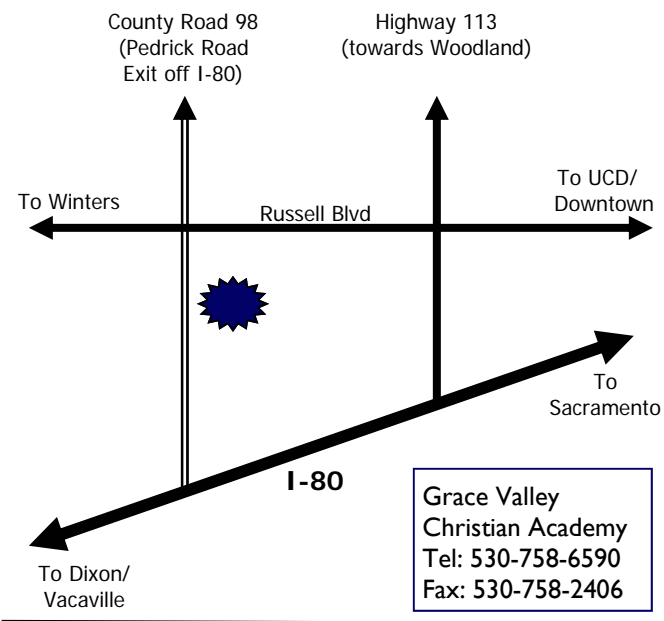 County Road 98
(Pedrick Road
Exit off I-80)
Highway 113
(towards Woodland)
To Winters
Russell Blvd
To UCD/
Downtown
To
Sacramento
I-80
Grace Valley
Christian Academy
Tel: 530-758-6590
Fax: 530-758-2406
To Dixon/
Vacaville